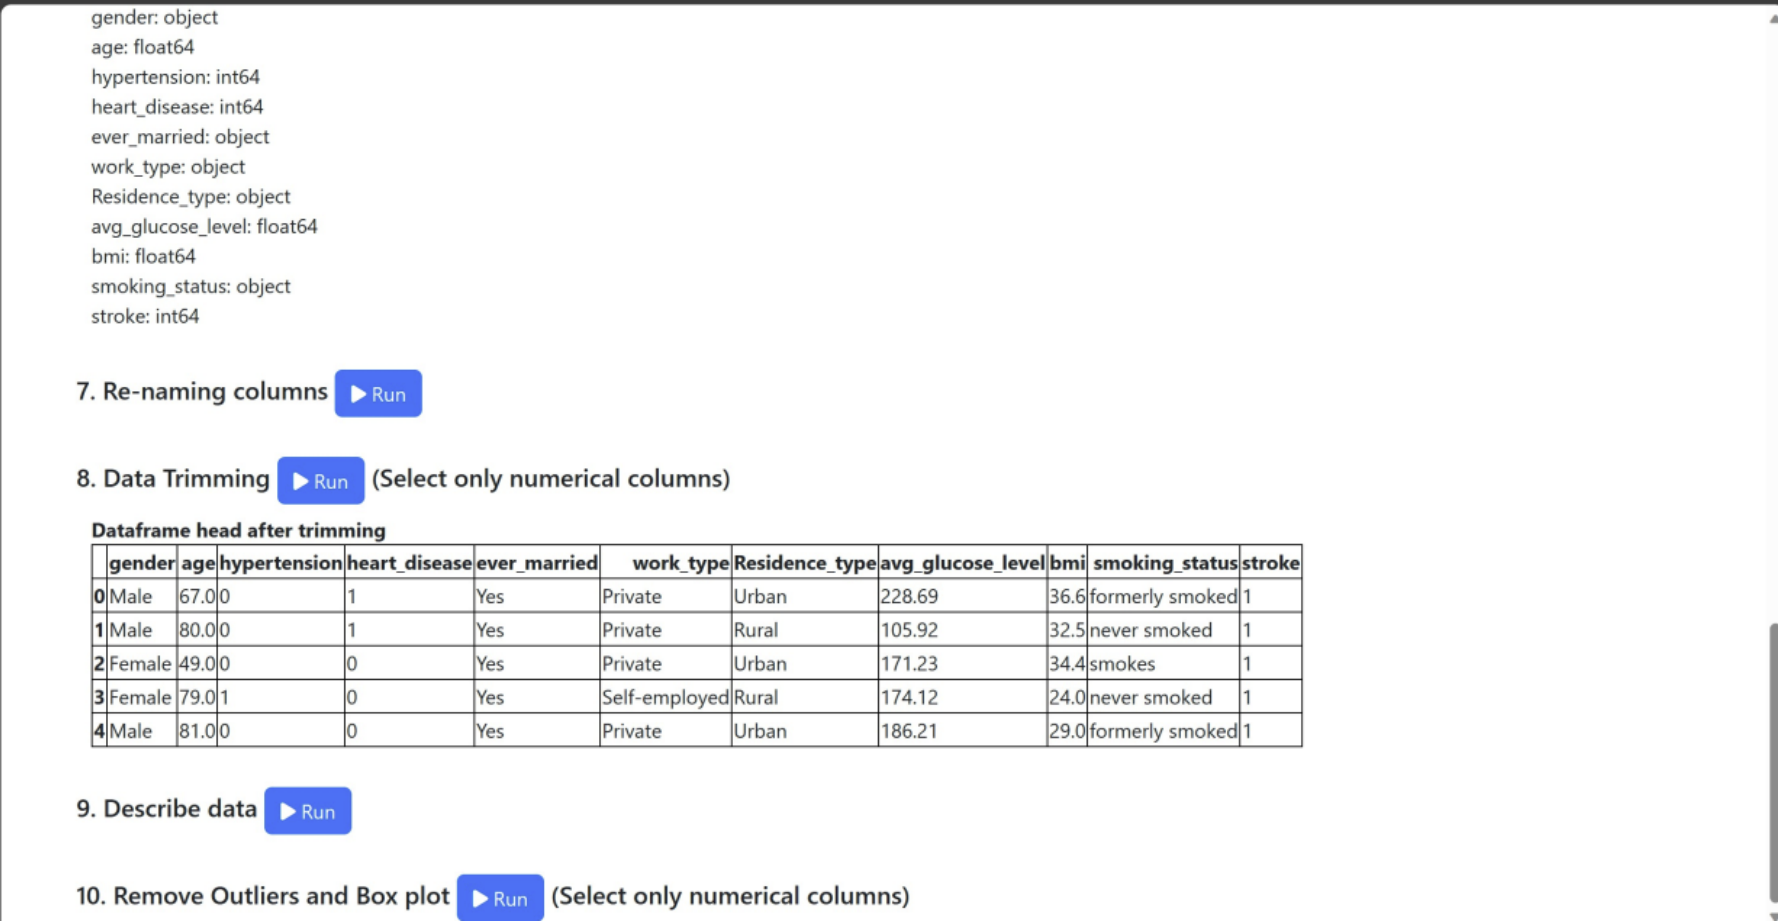 gender: object
age: float64
hypertension: int64
heart_disease: int64
ever_married: object
work_type: object
Residence_type: object
avg_glucose_level: float64
bmi: float64
smoking_status: object
stroke: int64
7. Re-naming columns Run
8. Data Trimming Run (Select only numerical columns)
Dataframe head after trimming
gender age hypertension heart_disease ever_married work_type Residence_type avg_glucose_level bmi smoking_status stroke
0 Male 67.0 0 1 Yes Private Urban 228.69 36.6 formerly smoked 1
1 Male 80.0 0 1 Yes Private Rural 105.92 32.5 never smoked 1
2 Female 49.0 0 0 Yes Private Urban 171.23 34.4 smokes 1
3 Female 79.0 1 0 Yes Self-employed Rural 174.12 24.0 never smoked 1
4 Male 81.0 0 0 Yes Private Urban 186.21 29.0 formerly smoked 1
9. Describe data Run
10. Remove Outliers and Box plot Run (Select only numerical columns)